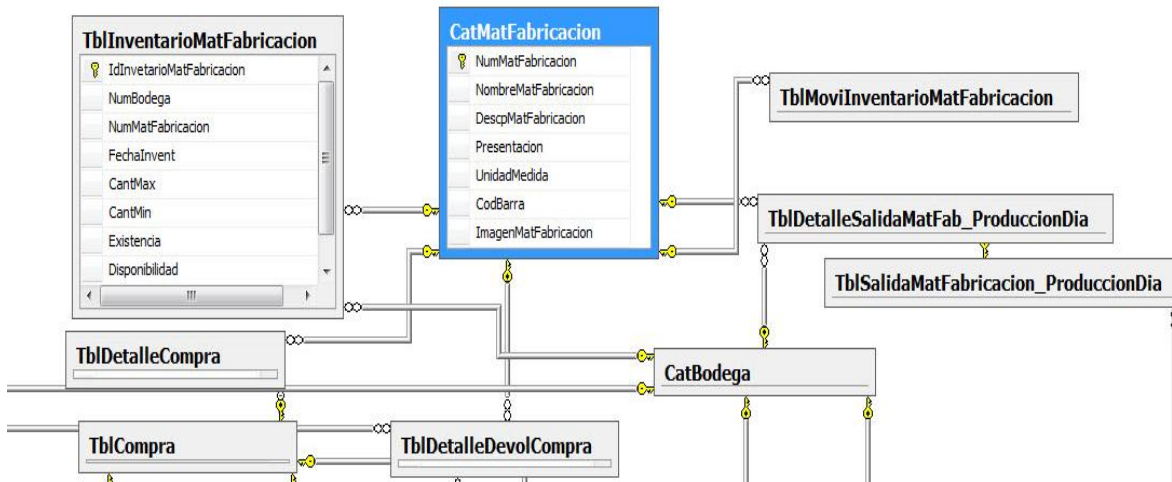 TblInventarioMatFabricacion
IdInvetarioMatFabricacion
NumBodega
NumMatFabricacion
FechaInvent
CantMax
CantMin
Existencia
Disponibilidad
CatMatFabricacion
NumMatFabricacion
NombreMatFabricacion
DescpMatFabricacion
Presentacion
UnidadMedida
CodBarra
ImagenMatFabricacion
TblMoviInventarioMatFabricacion
TblDetalleSalidaMatFab_ProduccionDia
TblSalidaMatFabricacion_ProduccionDia
TblDetalleCompra
CatBodega
TblCompra
TblDetalleDevolCompra